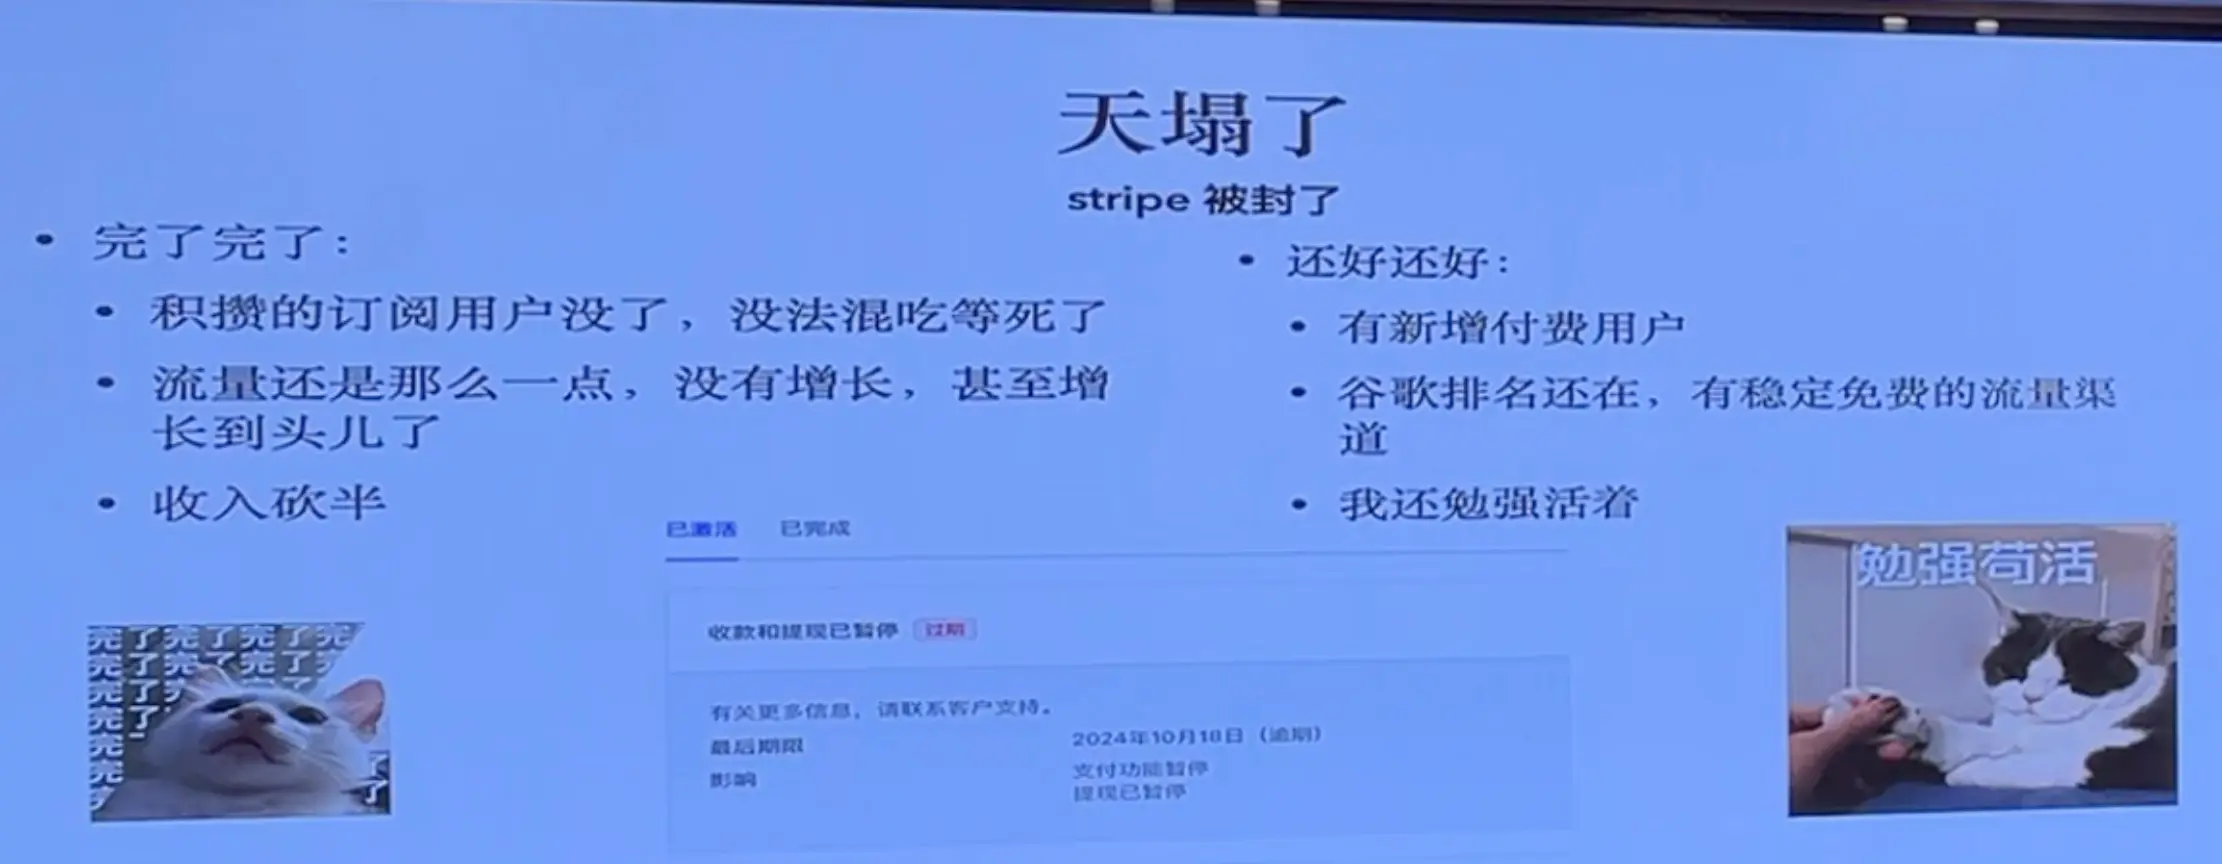 天塌了
stripe 被封了
• 完了完了：
• 积攒的订阅用户没了，没法混吃等死了
• 流量还是那么一点，没有增长，甚至增
长到头儿了
• 收入砍半
• 还好还好：
• 有新增付费用户
• 谷歌排名还在，有稳定免费的流量渠
道
• 我还勉强活着
已激活 已完成
收款和提现已暂停 过期
有关更多信息，请联系客户支持。
最后期限 2024年10月18日（逾期）
影响 支付功能暂停
提现已暂停
完了完了完了完
完了完了完了
完了完
完了
完
完
了
勉强苟活